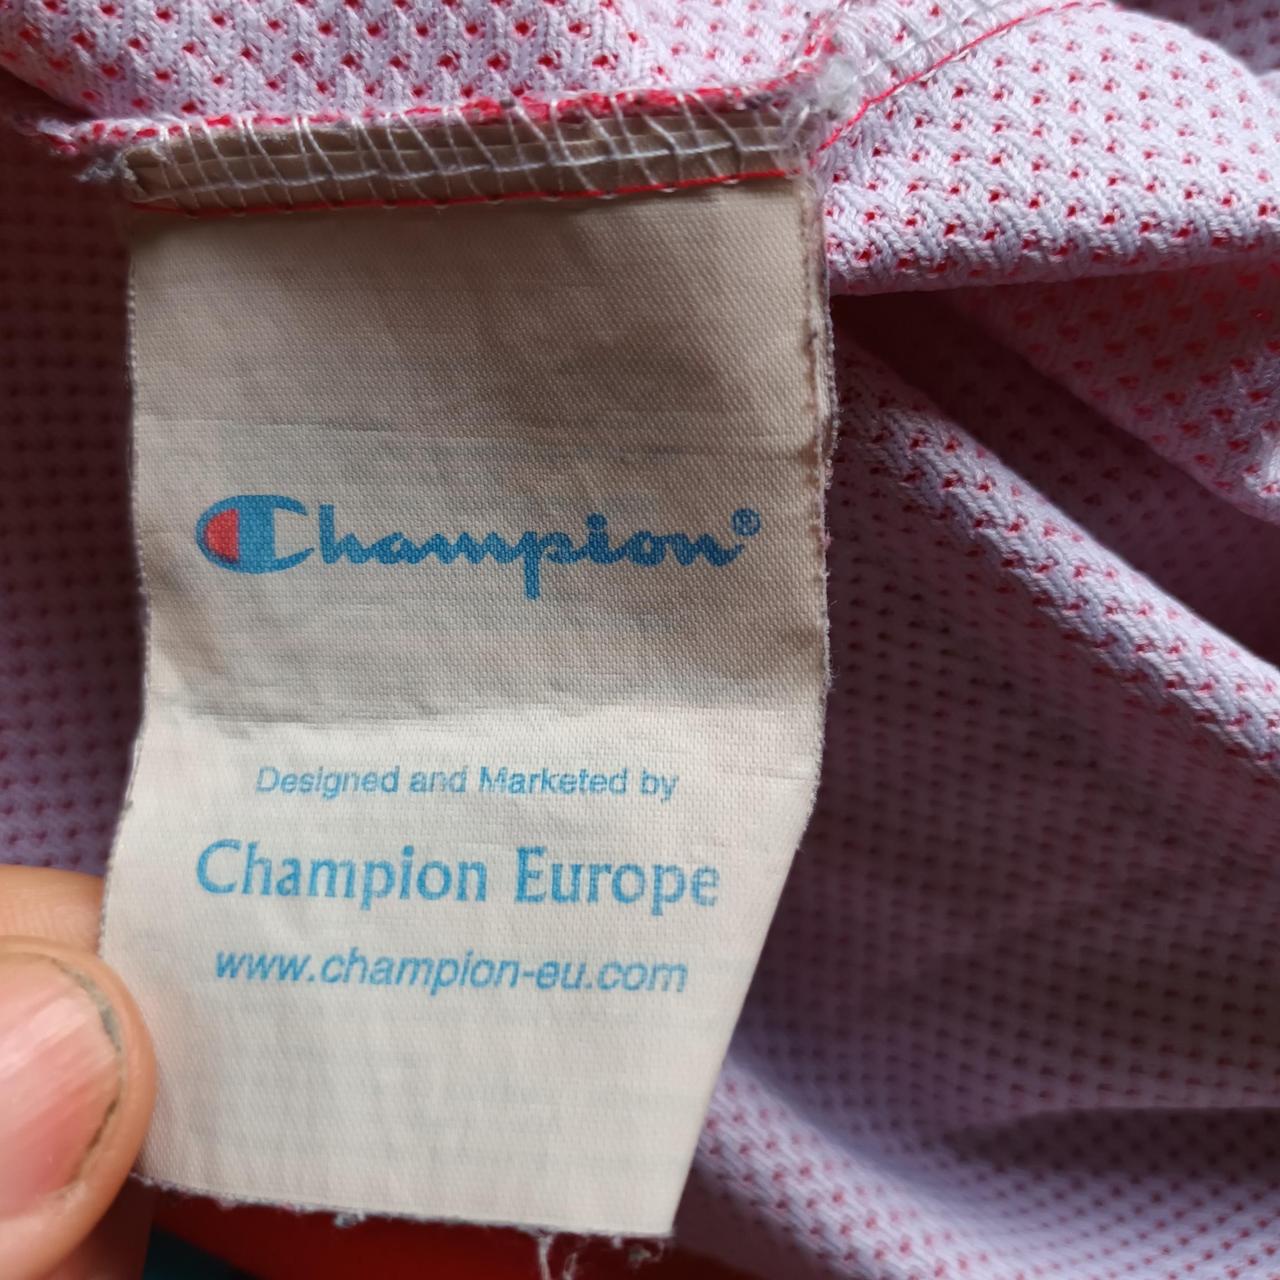 Champion®
Designed and Marketed by
Champion Europe
www.champion-eu.com